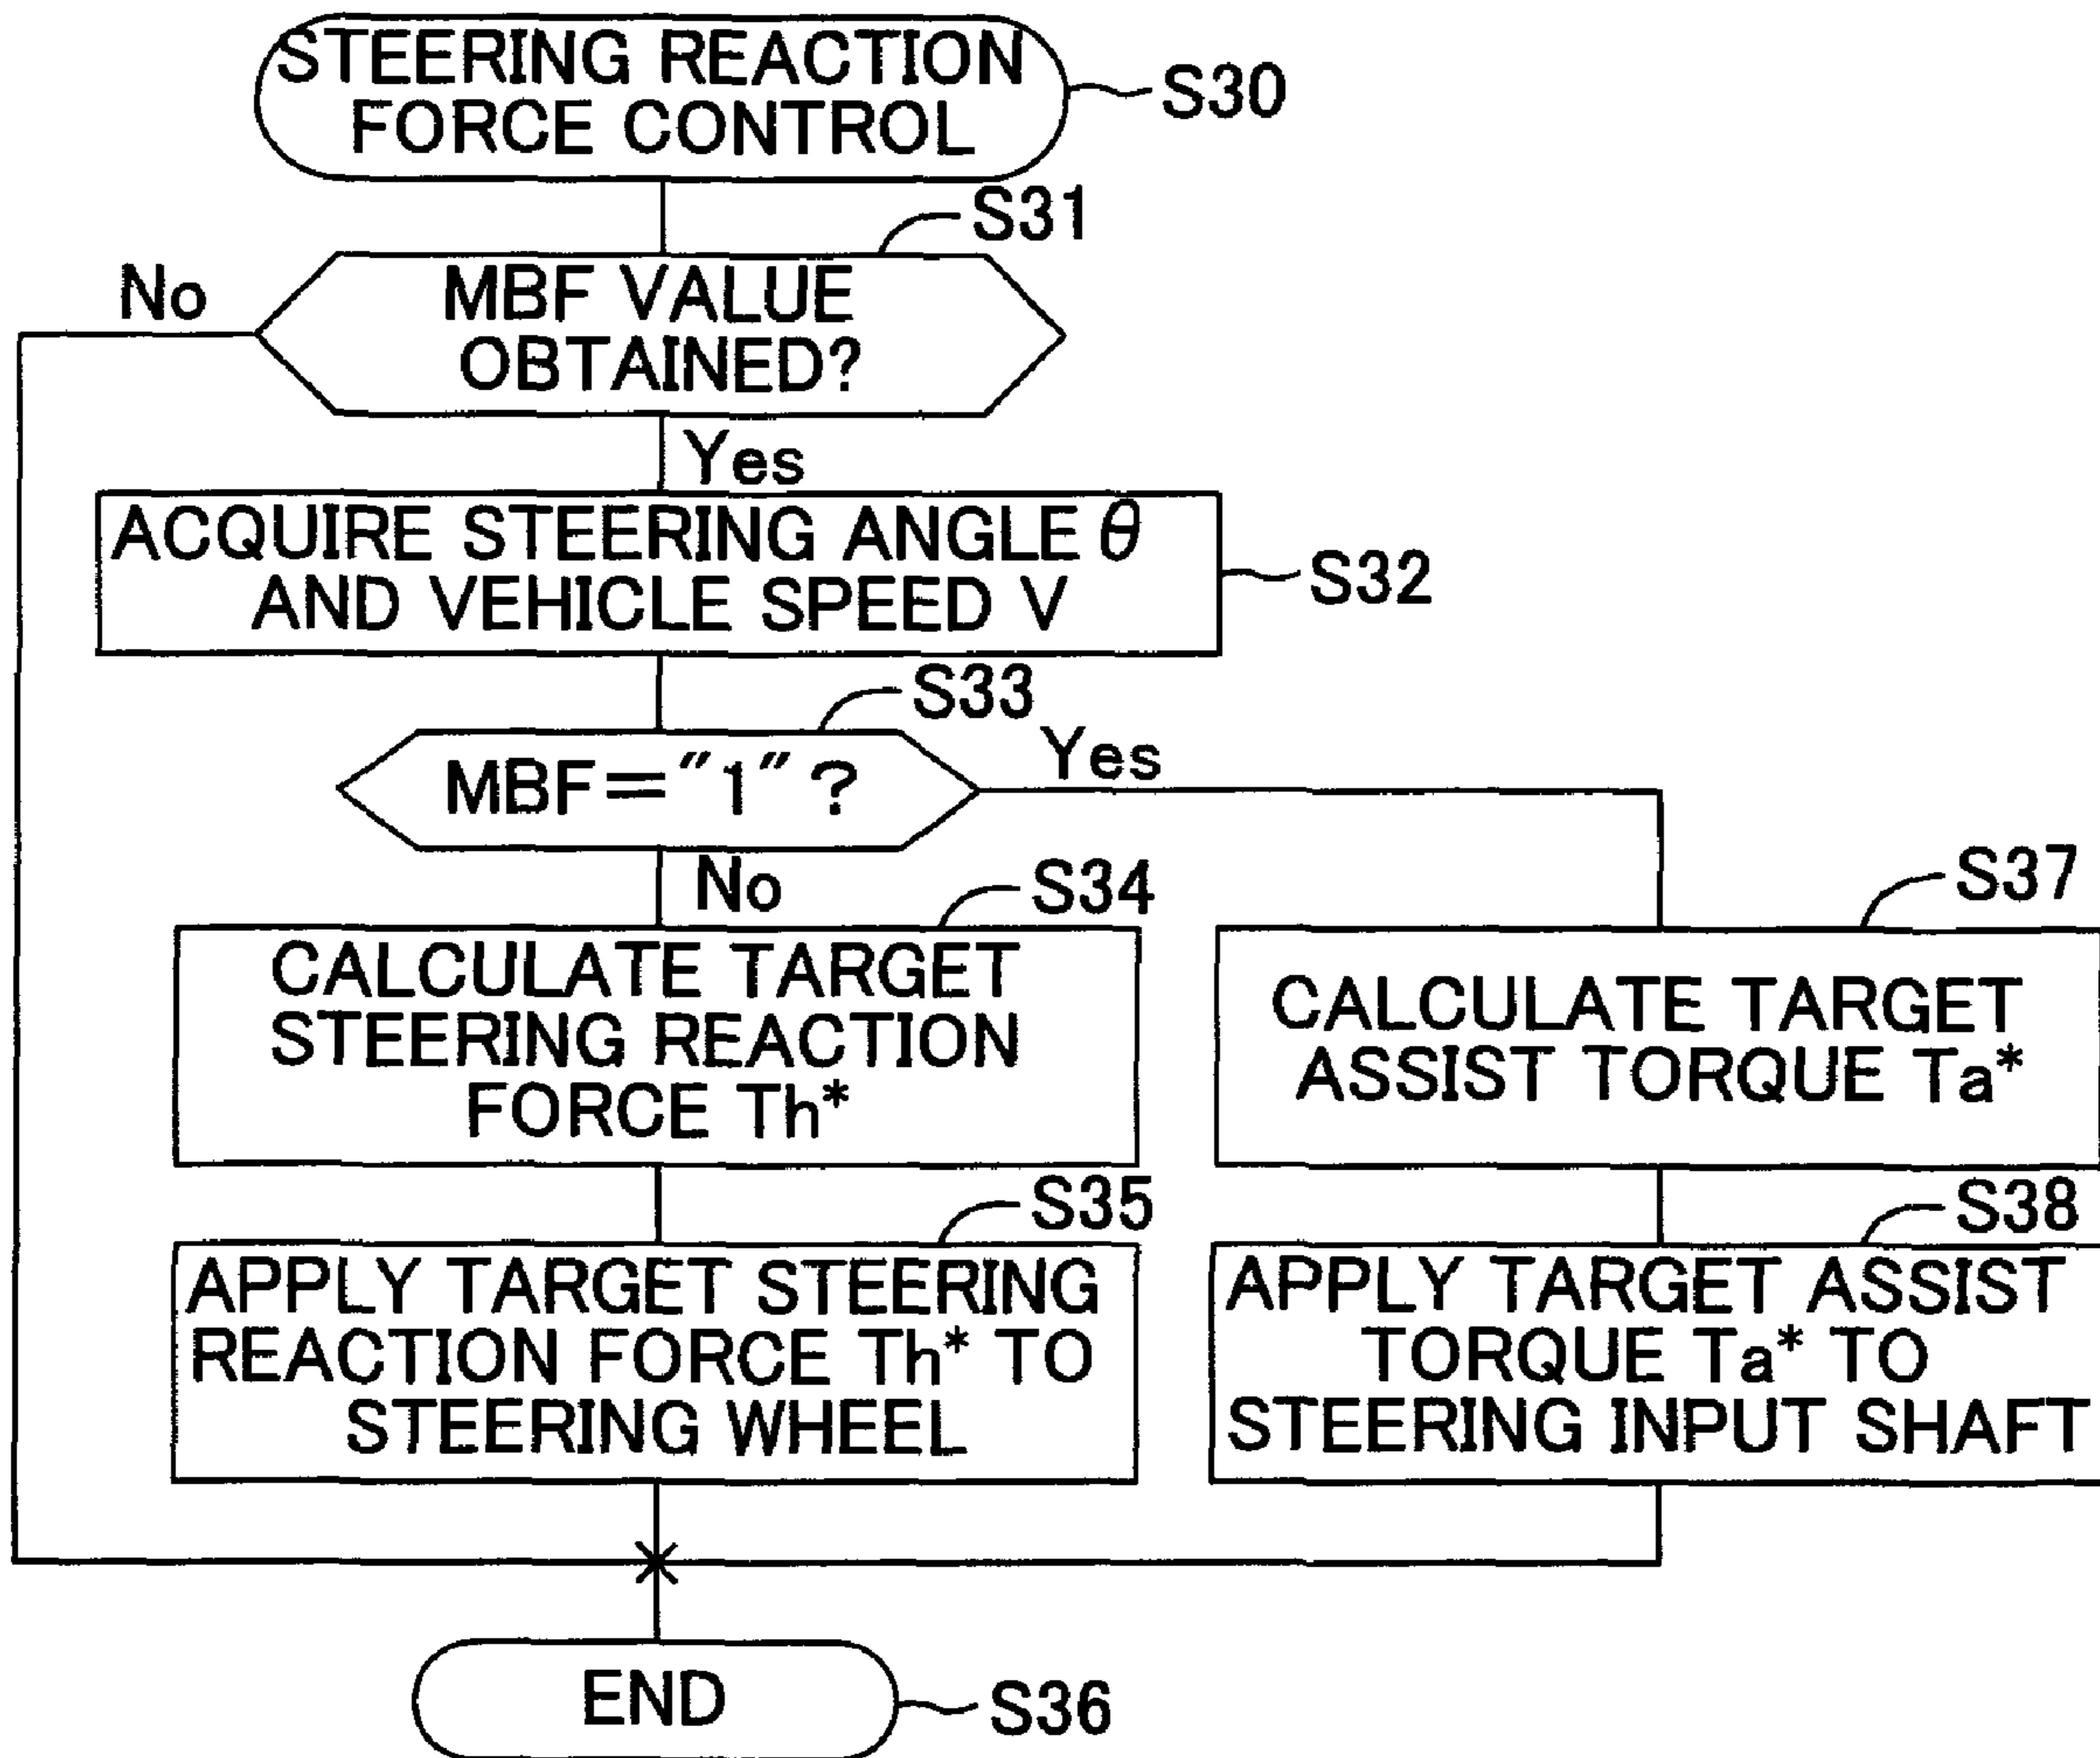 STEERING REACTION
FORCE CONTROL
S30
S31
No
MBF VALUE
OBTAINED?
Yes
ACQUIRE STEERING ANGLE θ
AND VEHICLE SPEED V
S32
S33
MBF="1"?
Yes
No
S34
CALCULATE TARGET
STEERING REACTION
FORCE Th*
S37
CALCULATE TARGET
ASSIST TORQUE Ta*
S35
APPLY TARGET STEERING
REACTION FORCE Th* TO
STEERING WHEEL
S38
APPLY TARGET ASSIST
TORQUE Ta* TO
STEERING INPUT SHAFT
END
S36